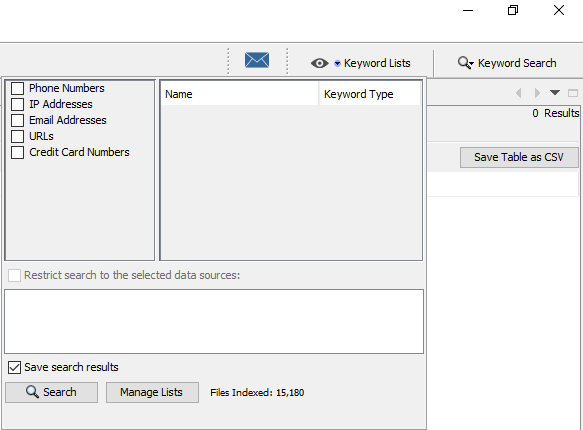 Keyword Lists
Keyword Search
Phone Numbers
IP Addresses
Email Addresses
URLs
Credit Card Numbers
Name
Keyword Type
0 Results
Save Table as CSV
Restrict search to the selected data sources:
Save search results
Search
Manage Lists
Files Indexed: 15,180